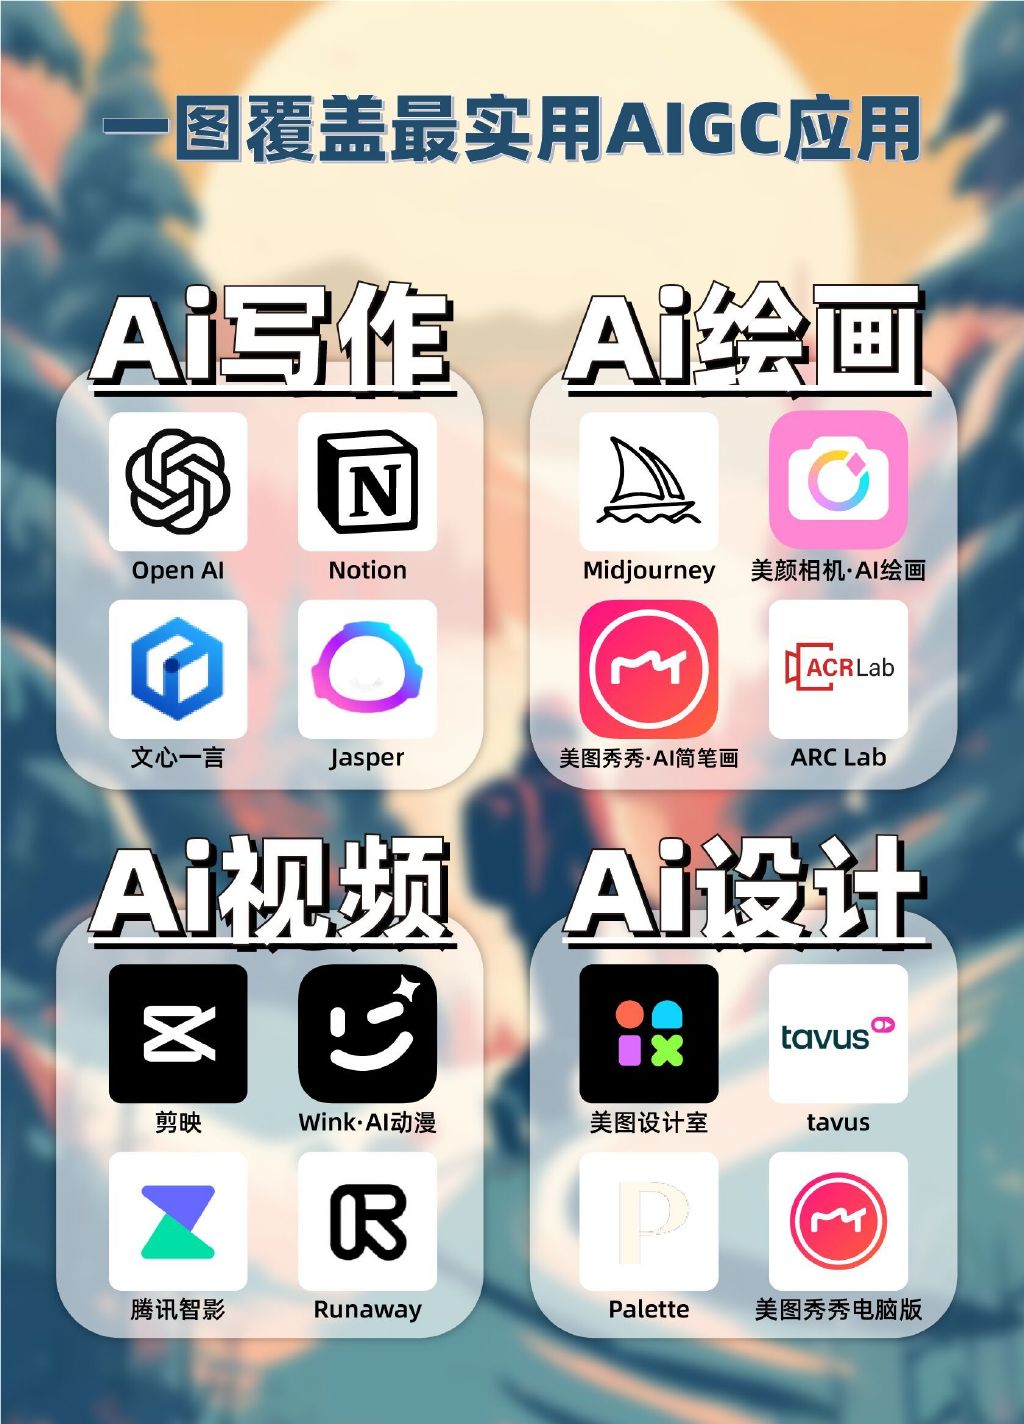 一图覆盖最实用AIGC应用
Ai写作
Open AI
N
Notion
文心一言
Jasper
Ai绘画
Midjourney
美颜相机·AI绘画
美图秀秀·AI简笔画
ACRLab
ARC Lab
Ai视频
剪映
Wink·AI动漫
腾讯智影
R
Runaway
Ai设计
美图设计室
tavus
tavus
P
Palette
美图秀秀电脑版